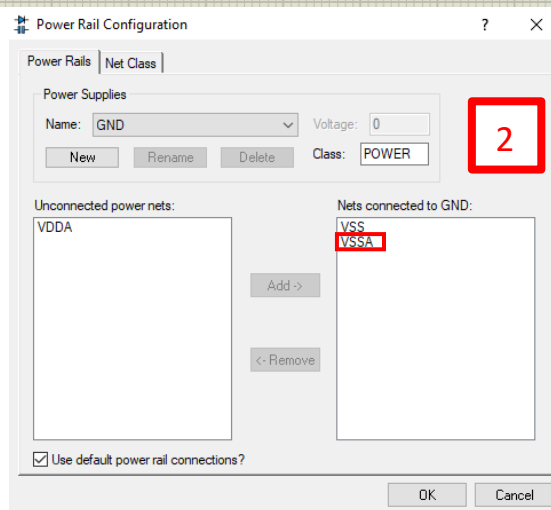 Power Rail Configuration ? ×
Power Rails Net Class
Power Supplies
Name: GND Voltage: 0
New Rename Delete Class: POWER
2
Unconnected power nets: Nets connected to GND:
VDDA VSS
VSSA
Add ->
<- Remove
Use default power rail connections?
OK Cancel